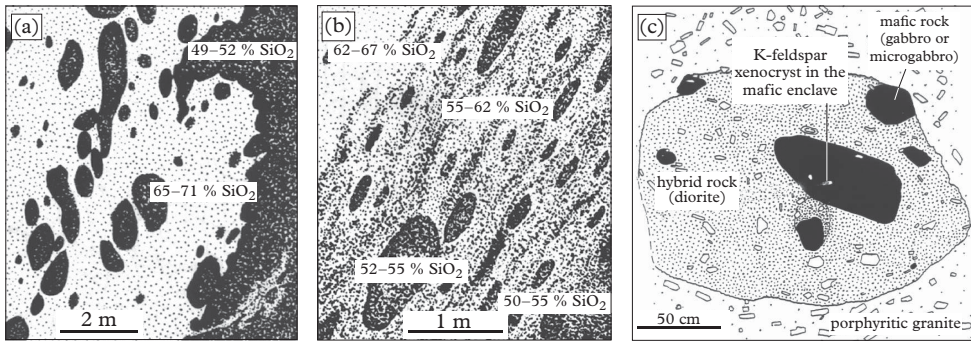 (a)
49–52 % SiO₂
65–71 % SiO₂
2 m
(b)
62–67 % SiO₂
55–62 % SiO₂
52–55 % SiO₂
50–55 % SiO₂
1 m
(c)
mafic rock
(gabbro or
microgabbro)
K-feldspar
xenocryst in the
mafic enclave
hybrid rock
(diorite)
50 cm
porphyritic granite